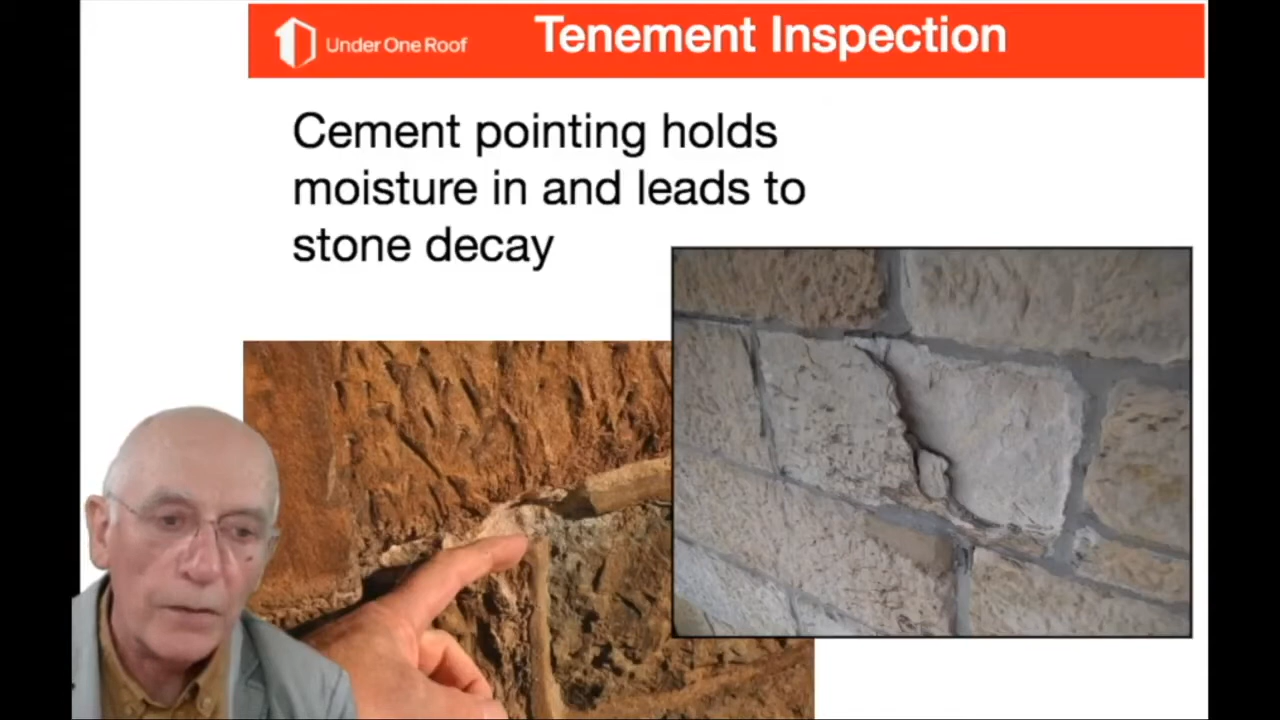 Under One Roof
Tenement Inspection
Cement pointing holds
moisture in and leads to
stone decay